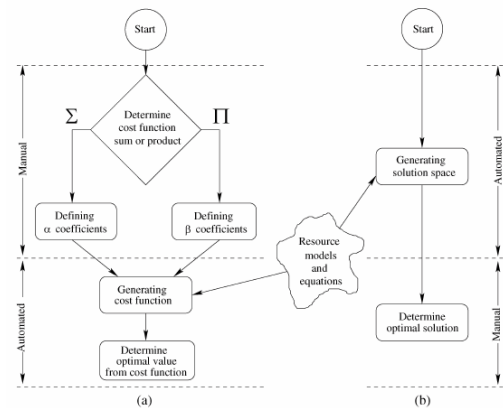 Start
Start
Σ
Determine
cost function
sum or product
Π
Manual
Automated
Generating
solution space
Defining
α coefficients
Defining
β coefficients
Resource
models
and
equations
Generating
cost function
Determine
optimal solution
Automated
Manual
Determine
optimal value
from cost function
(a)
(b)